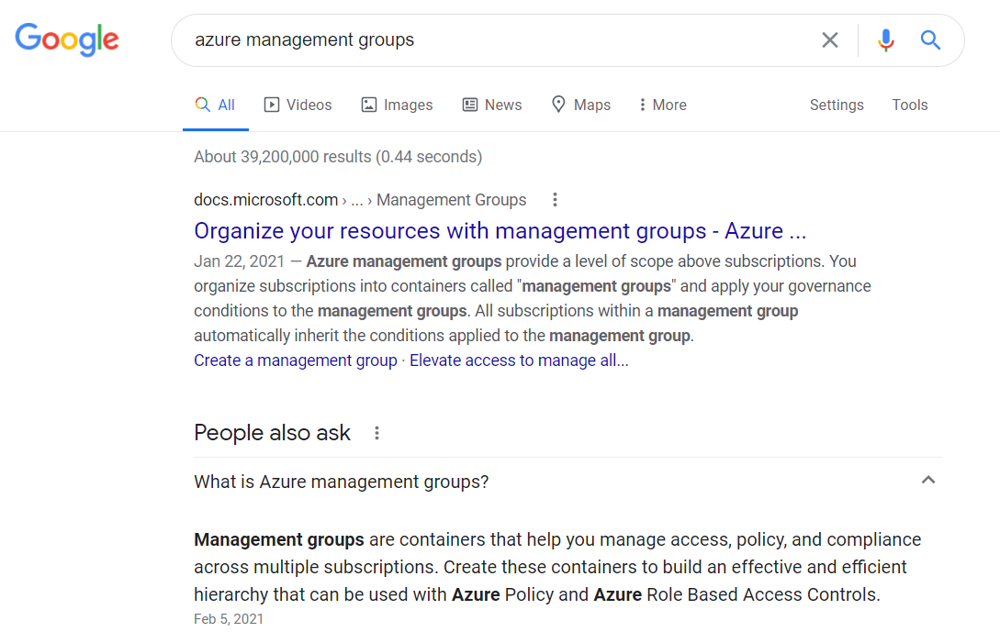 Google
azure management groups
All Videos Images News Maps More Settings Tools
About 39,200,000 results (0.44 seconds)
docs.microsoft.com › ... › Management Groups
Organize your resources with management groups - Azure ...
Jan 22, 2021 — Azure management groups provide a level of scope above subscriptions. You
organize subscriptions into containers called "management groups" and apply your governance
conditions to the management groups. All subscriptions within a management group
automatically inherit the conditions applied to the management group.
Create a management group · Elevate access to manage all...
People also ask
What is Azure management groups?
Management groups are containers that help you manage access, policy, and compliance
across multiple subscriptions. Create these containers to build an effective and efficient
hierarchy that can be used with Azure Policy and Azure Role Based Access Controls.
Feb 5, 2021